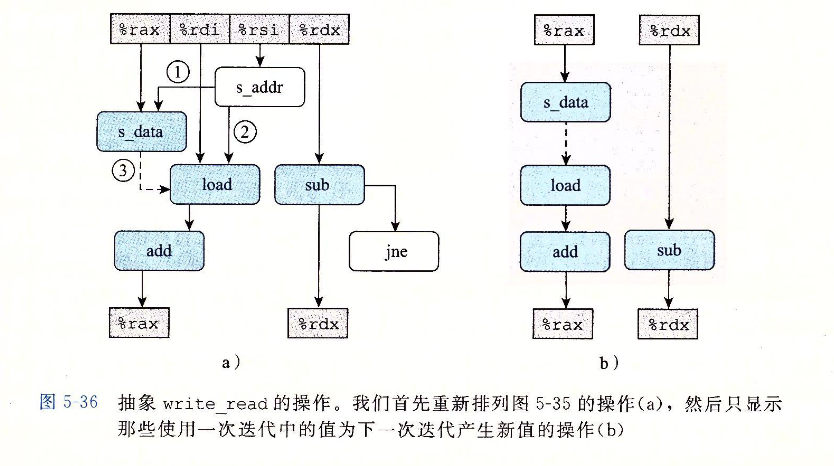 %rax %rdi %rsi %rdx
%rax %rdx
① s_addr
s_data
s_data ②
③ load sub
load
add jne
add sub
%rax %rdx
%rax %rdx
a)
b)
图 5-36 抽象 write_read 的操作。我们首先重新排列图 5-35 的操作(a)，然后只显示
那些使用一次迭代中的值为下一次迭代产生新值的操作(b)